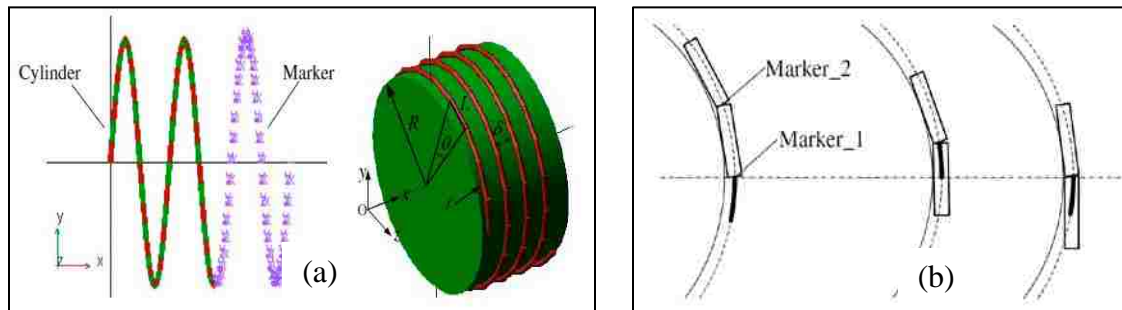 Cylinder
Marker
y
z x
(a)
R
l
θ
δ
r
y
O x
z
Marker_2
Marker_1
(b)